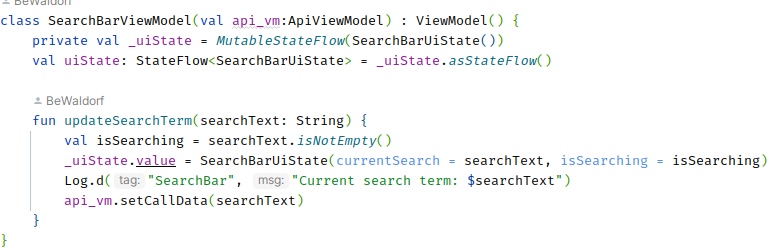 BeWaldorf
class SearchBarViewModel(val api_vm:ApiViewModel) : ViewModel() {
    private val _uiState = MutableStateFlow(SearchBarUiState())
    val uiState: StateFlow<SearchBarUiState> = _uiState.asStateFlow()
    BeWaldorf
    fun updateSearchTerm(searchText: String) {
        val isSearching = searchText.isNotEmpty()
        _uiState.value = SearchBarUiState(currentSearch = searchText, isSearching = isSearching)
        Log.d( tag: "SearchBar", msg: "Current search term: $searchText")
        api_vm.setCallData(searchText)
    }
}